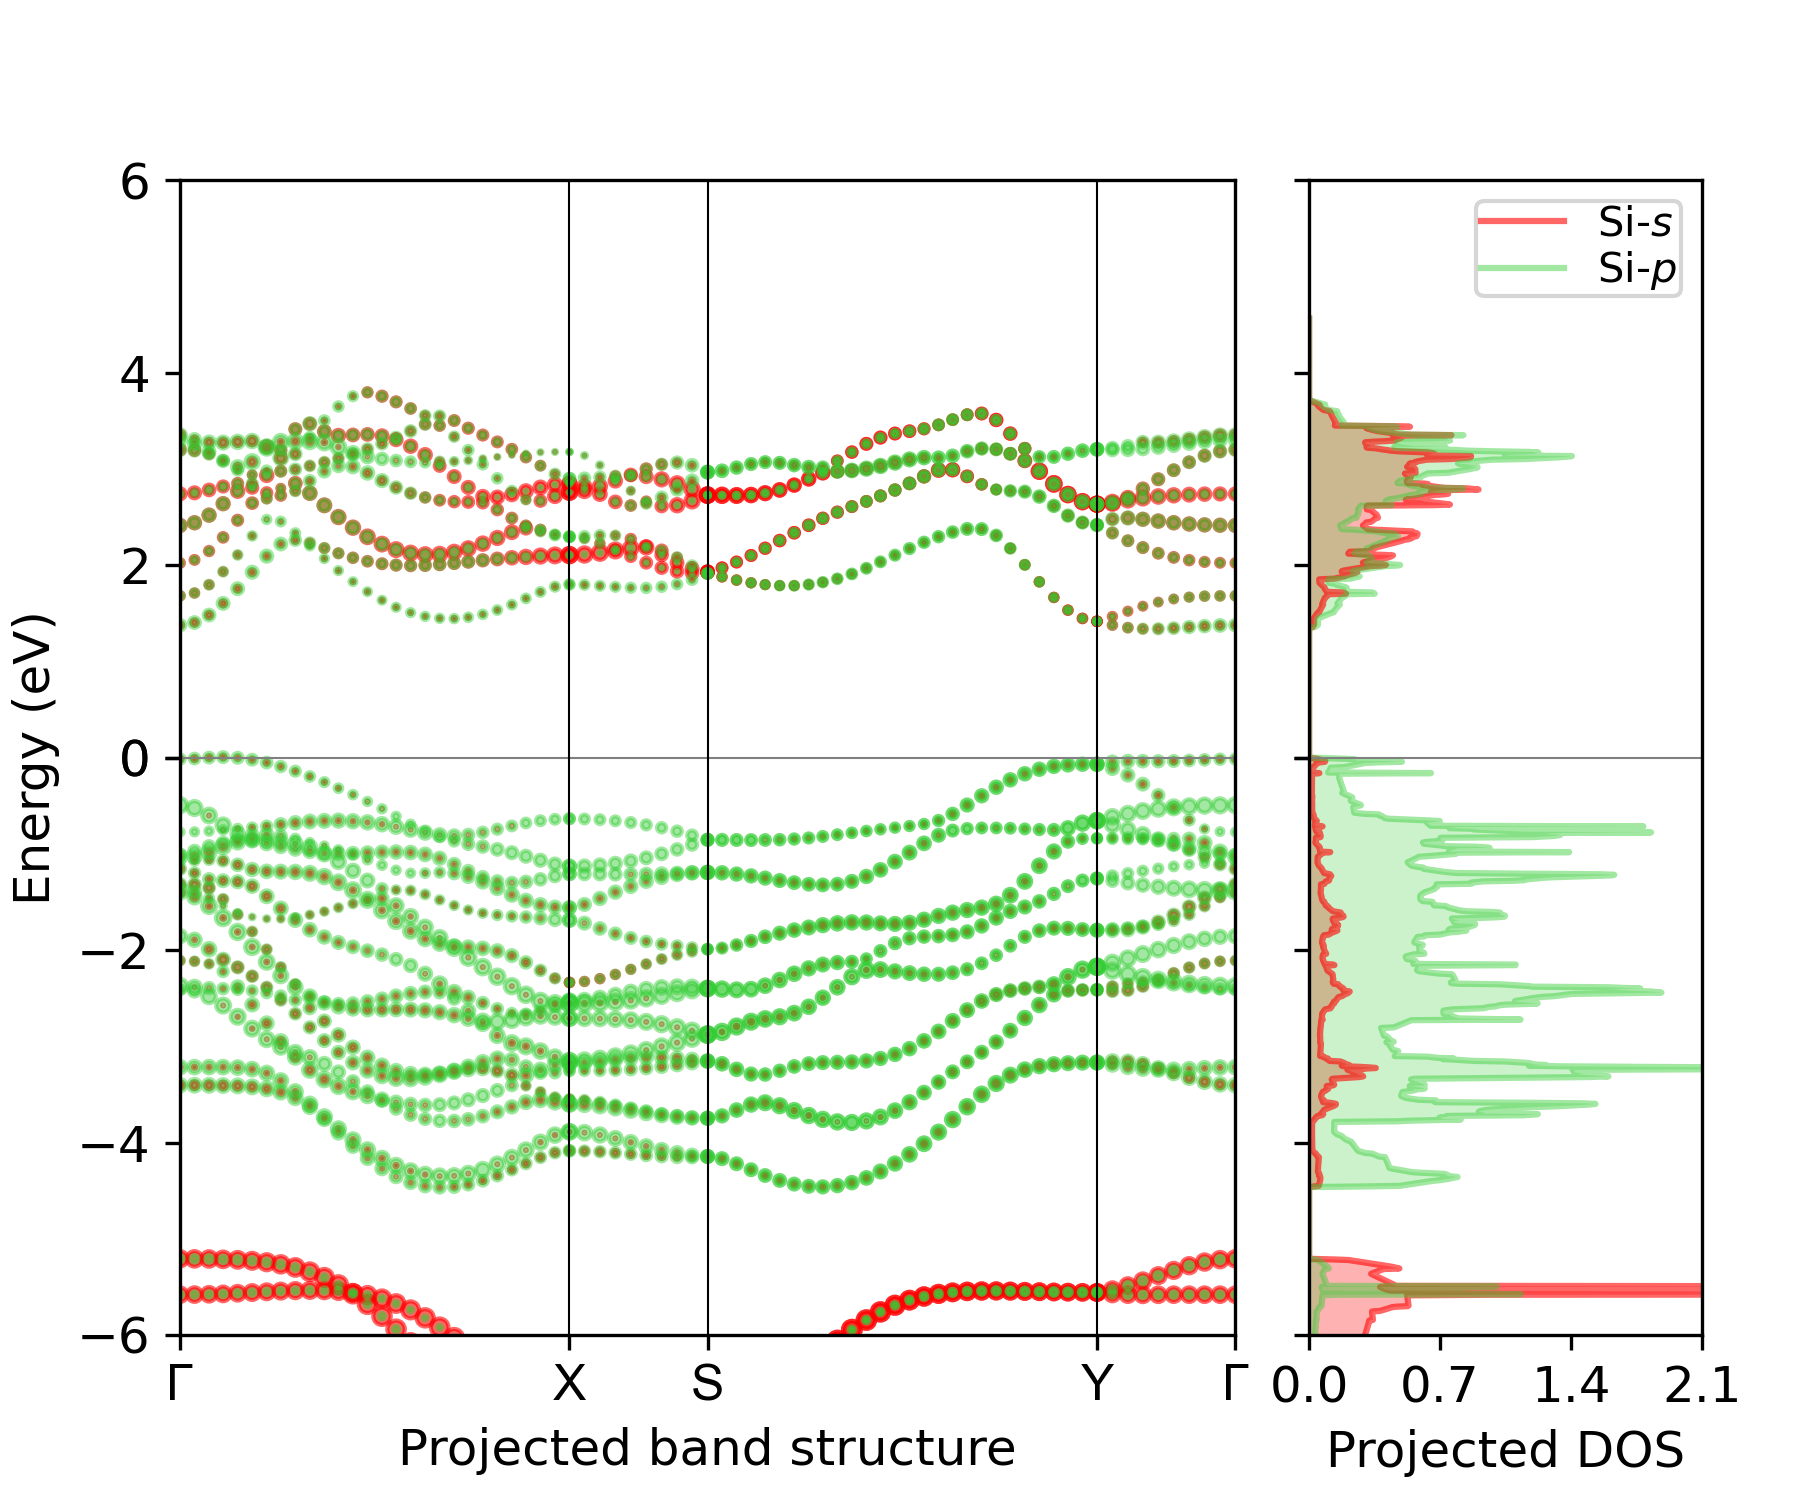 6
4
2
0
−2
−4
−6
Energy (eV)
Γ X S Y Γ
Projected band structure
Si-s
Si-p
0.0 0.7 1.4 2.1
Projected DOS